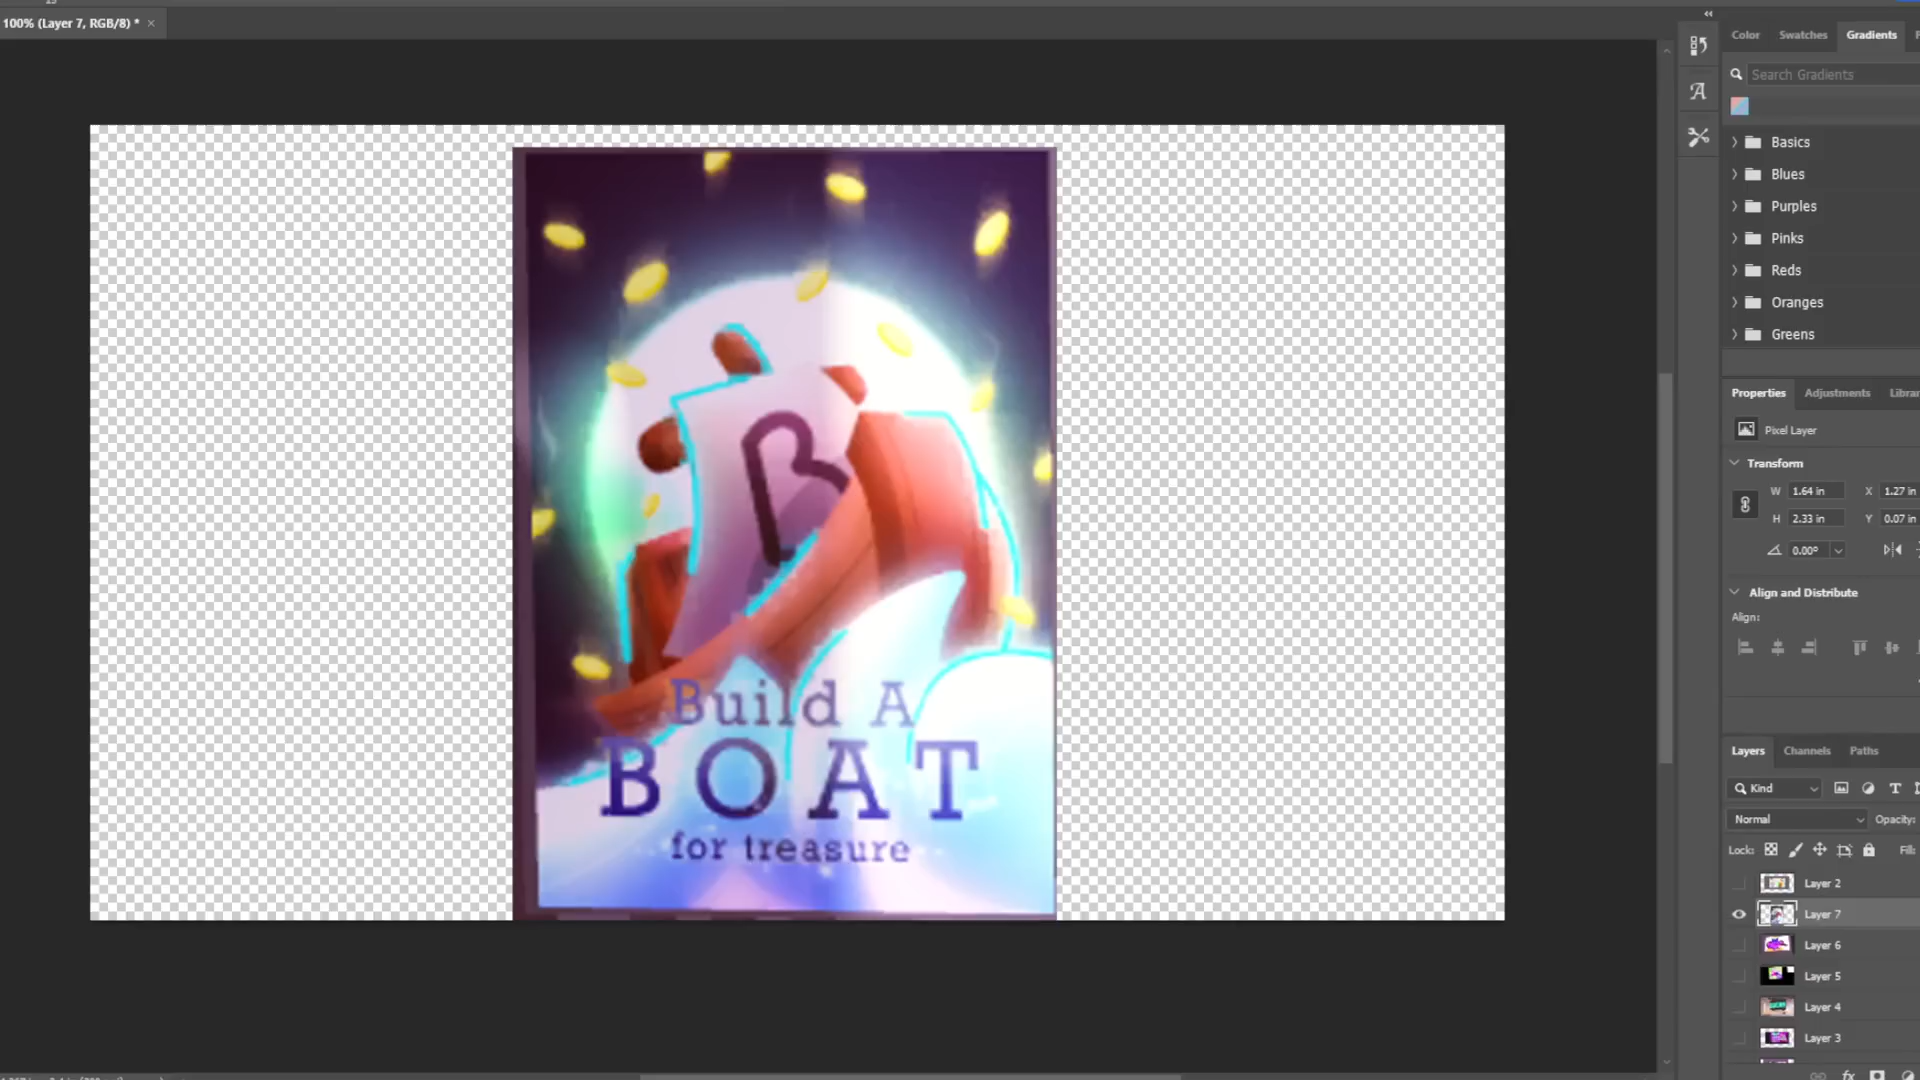 100% (Layer 7, RGB/8) *
Color Swatches Gradients
Search Gradients
Basics
Blues
Purples
Pinks
Reds
Oranges
Greens
Properties Adjustments
Pixel Layer
Transform
W 1.64 in X 1.27 in
H 2.33 in Y 0.07 in
0.00°
Align and Distribute
Align:
Layers Channels Paths
Kind
Normal Opacity:
Lock: Fill:
Layer 2
Layer 7
Layer 6
Layer 5
Layer 4
Layer 3
fx
B
Build A
BOAT
for treasure